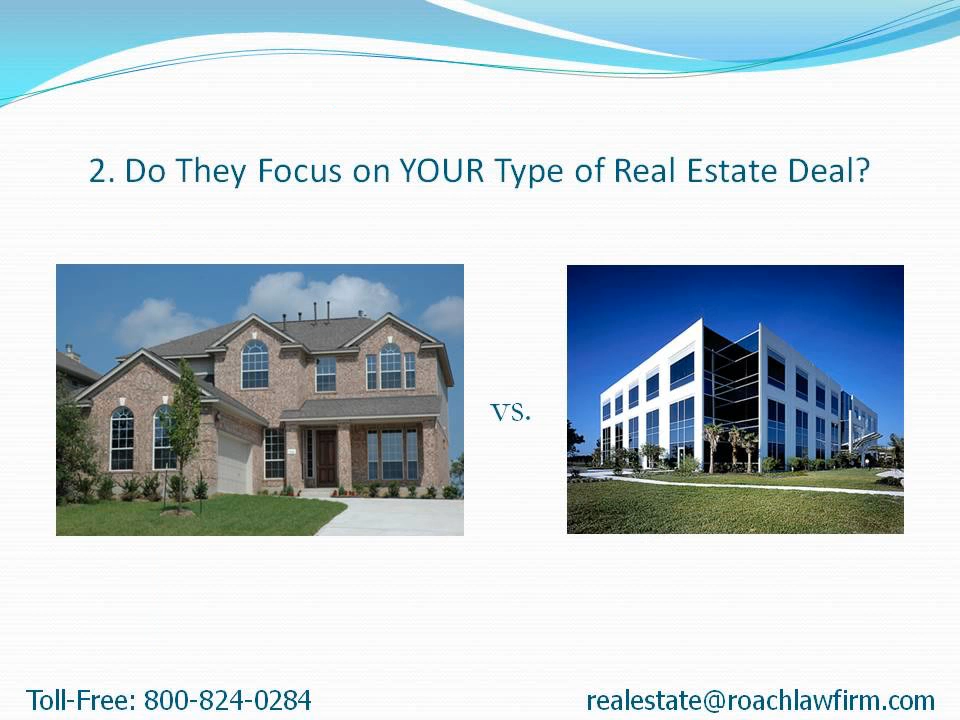 2. Do They Focus on YOUR Type of Real Estate Deal?
vs.
Toll-Free: 800-824-0284
realestate@roachlawfirm.com